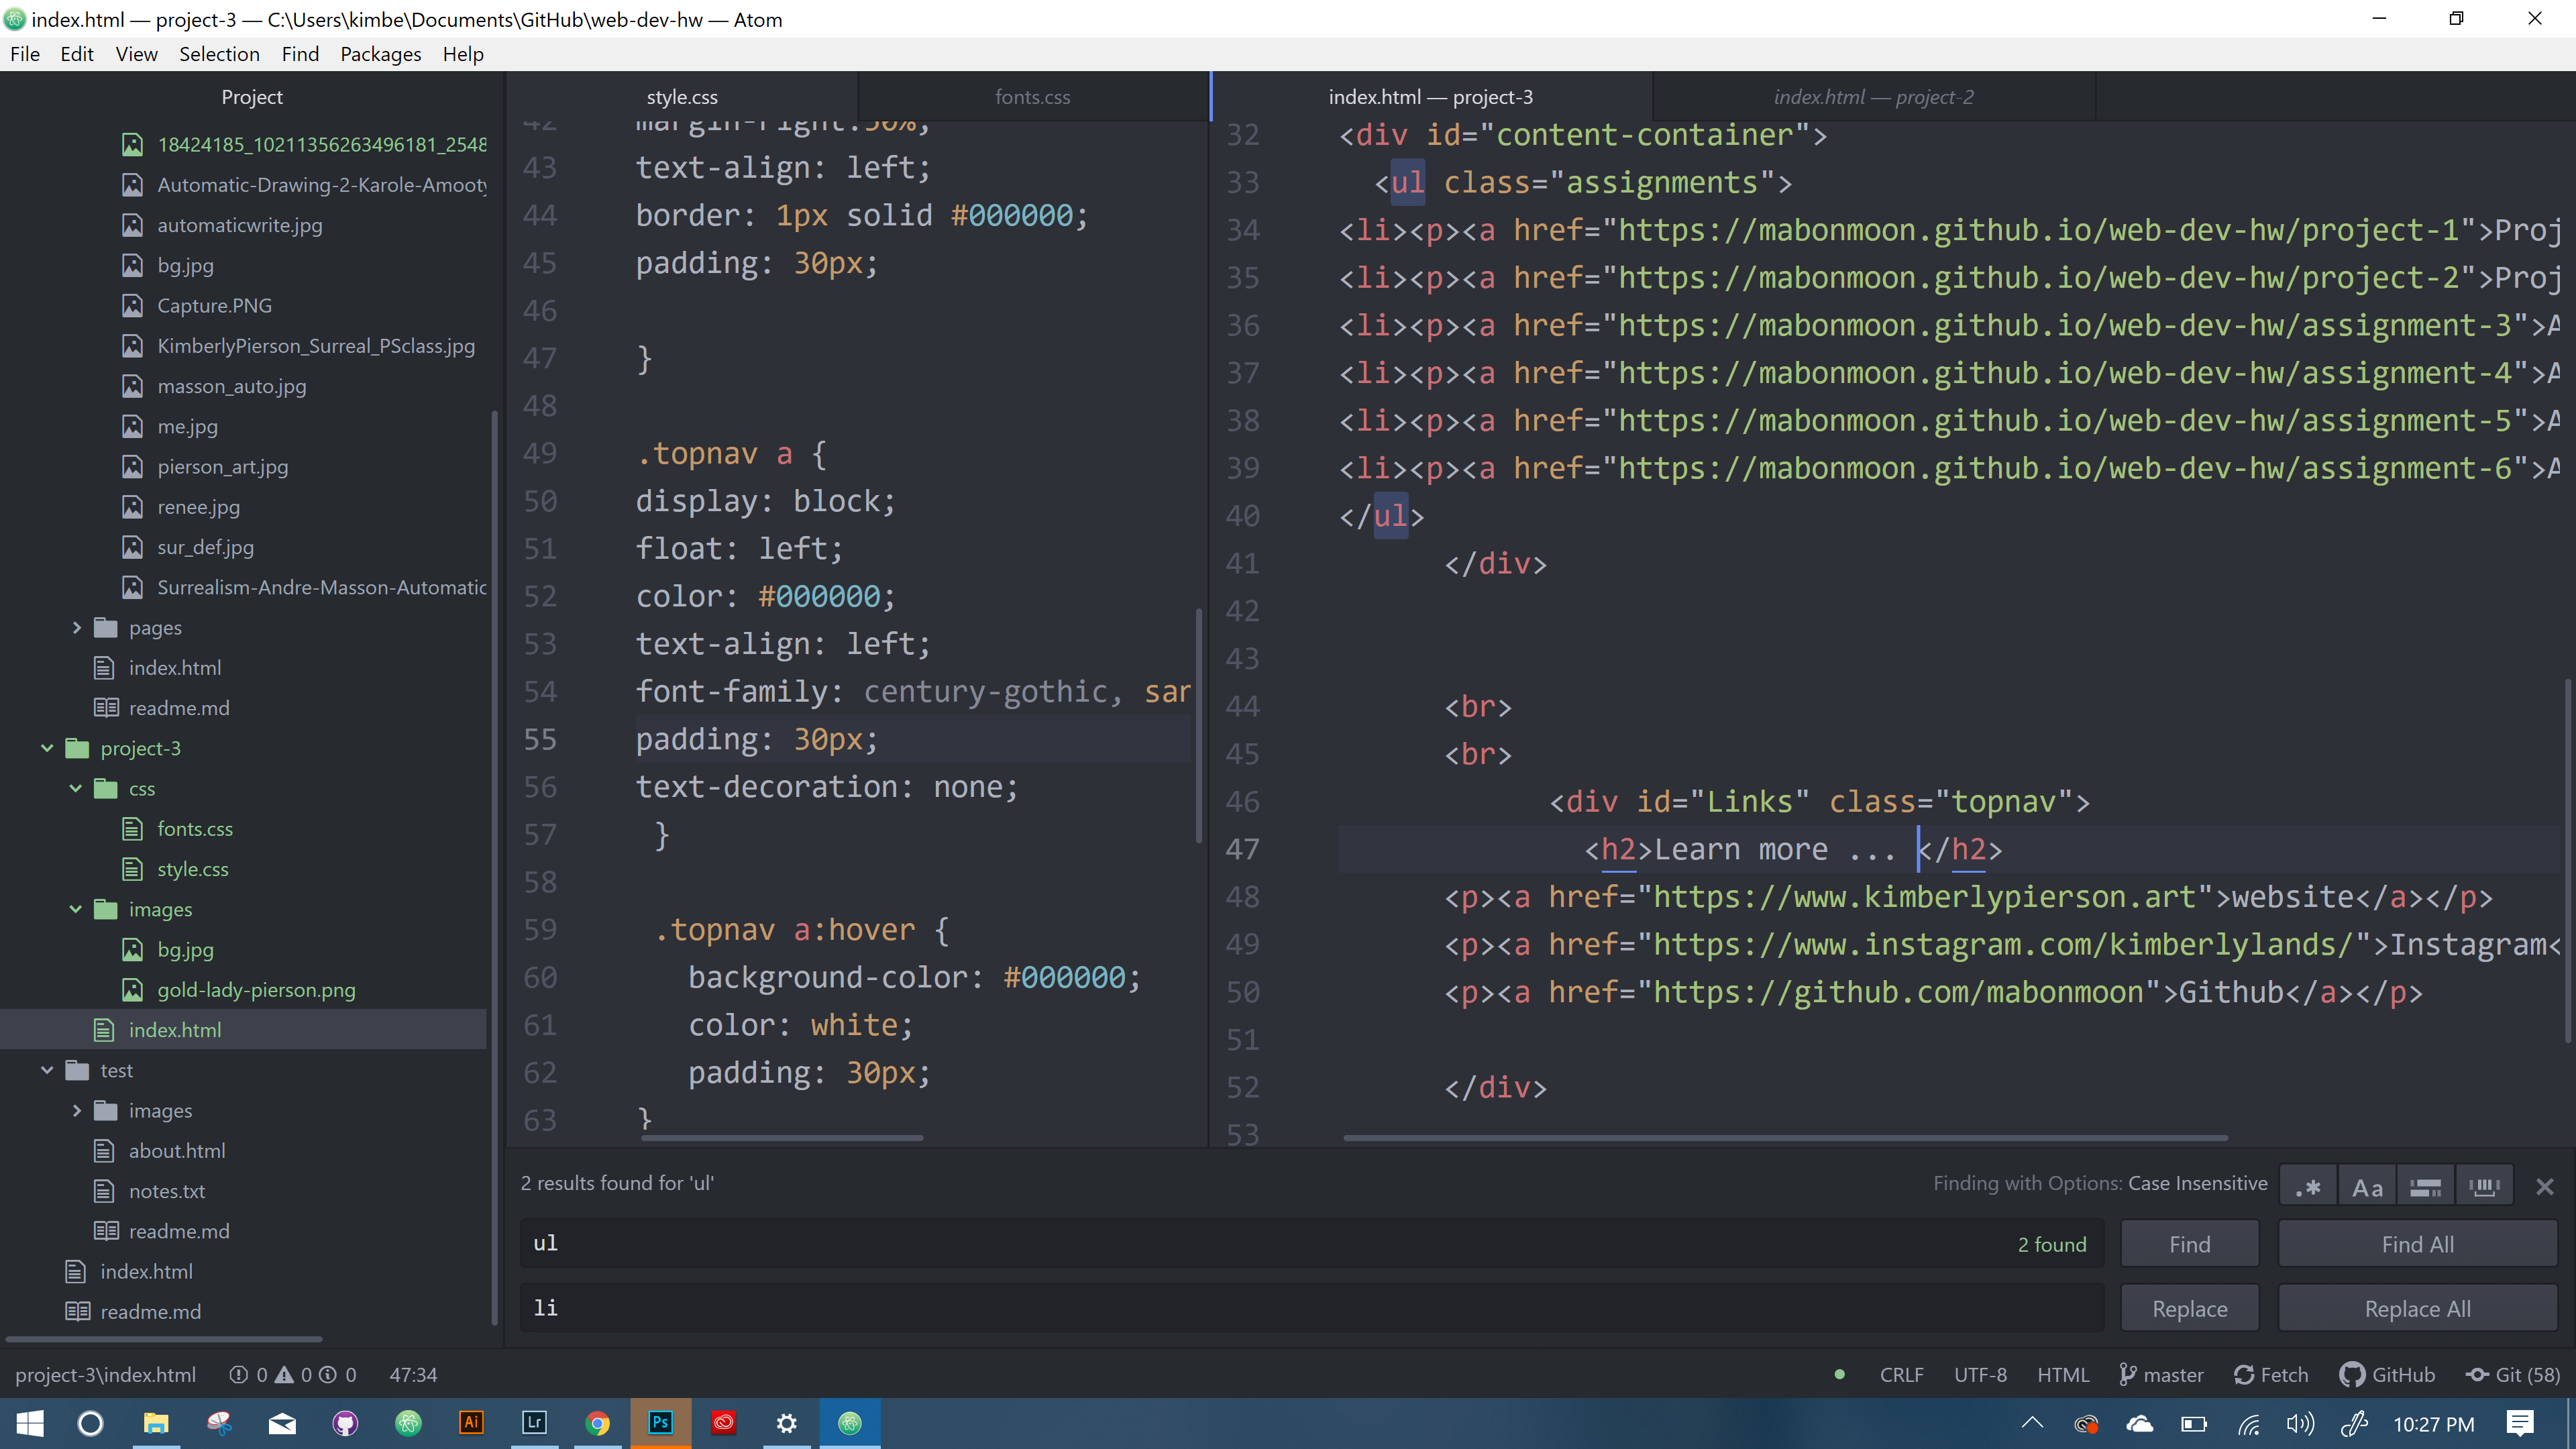 index.html — project-3 — C:\Users\kimbe\Documents\GitHub\web-dev-hw — Atom
File Edit View Selection Find Packages Help
Project
18424185_10211356263496181_2548
Automatic-Drawing-2-Karole-Amooty
automaticwrite.jpg
bg.jpg
Capture.PNG
KimberlyPierson_Surreal_PSclass.jpg
masson_auto.jpg
me.jpg
pierson_art.jpg
renee.jpg
sur_def.jpg
Surrealism-Andre-Masson-Automatic
pages
index.html
readme.md
project-3
css
fonts.css
style.css
images
bg.jpg
gold-lady-pierson.png
index.html
test
images
about.html
notes.txt
readme.md
index.html
readme.md
style.css fonts.css
42 margin-right:50%;
43 text-align: left;
44 border: 1px solid #000000;
45 padding: 30px;
46
47 }
48
49 .topnav a {
50 display: block;
51 float: left;
52 color: #000000;
53 text-align: left;
54 font-family: century-gothic, san
55 padding: 30px;
56 text-decoration: none;
57 }
58
59 .topnav a:hover {
60 background-color: #000000;
61 color: white;
62 padding: 30px;
63 }
index.html — project-3 index.html — project-2
32 <div id="content-container">
33 <ul class="assignments">
34 <li><p><a href="https://mabonmoon.github.io/web-dev-hw/project-1">Proj
35 <li><p><a href="https://mabonmoon.github.io/web-dev-hw/project-2">Proj
36 <li><p><a href="https://mabonmoon.github.io/web-dev-hw/assignment-3">A
37 <li><p><a href="https://mabonmoon.github.io/web-dev-hw/assignment-4">A
38 <li><p><a href="https://mabonmoon.github.io/web-dev-hw/assignment-5">A
39 <li><p><a href="https://mabonmoon.github.io/web-dev-hw/assignment-6">A
40 </ul>
41 </div>
42
43
44 <br>
45 <br>
46 <div id="Links" class="topnav">
47 <h2>Learn more ... </h2>
48 <p><a href="https://www.kimberlypierson.art">website</a></p>
49 <p><a href="https://www.instagram.com/kimberlylands/">Instagram<
50 <p><a href="https://github.com/mabonmoon">Github</a></p>
51
52 </div>
53
2 results found for 'ul' Finding with Options: Case Insensitive .* Aa
ul 2 found Find Find All
li Replace Replace All
project-3\index.html 0 0 0 47:34 CRLF UTF-8 HTML master Fetch GitHub Git (58)
Ai Lr Ps 10:27 PM